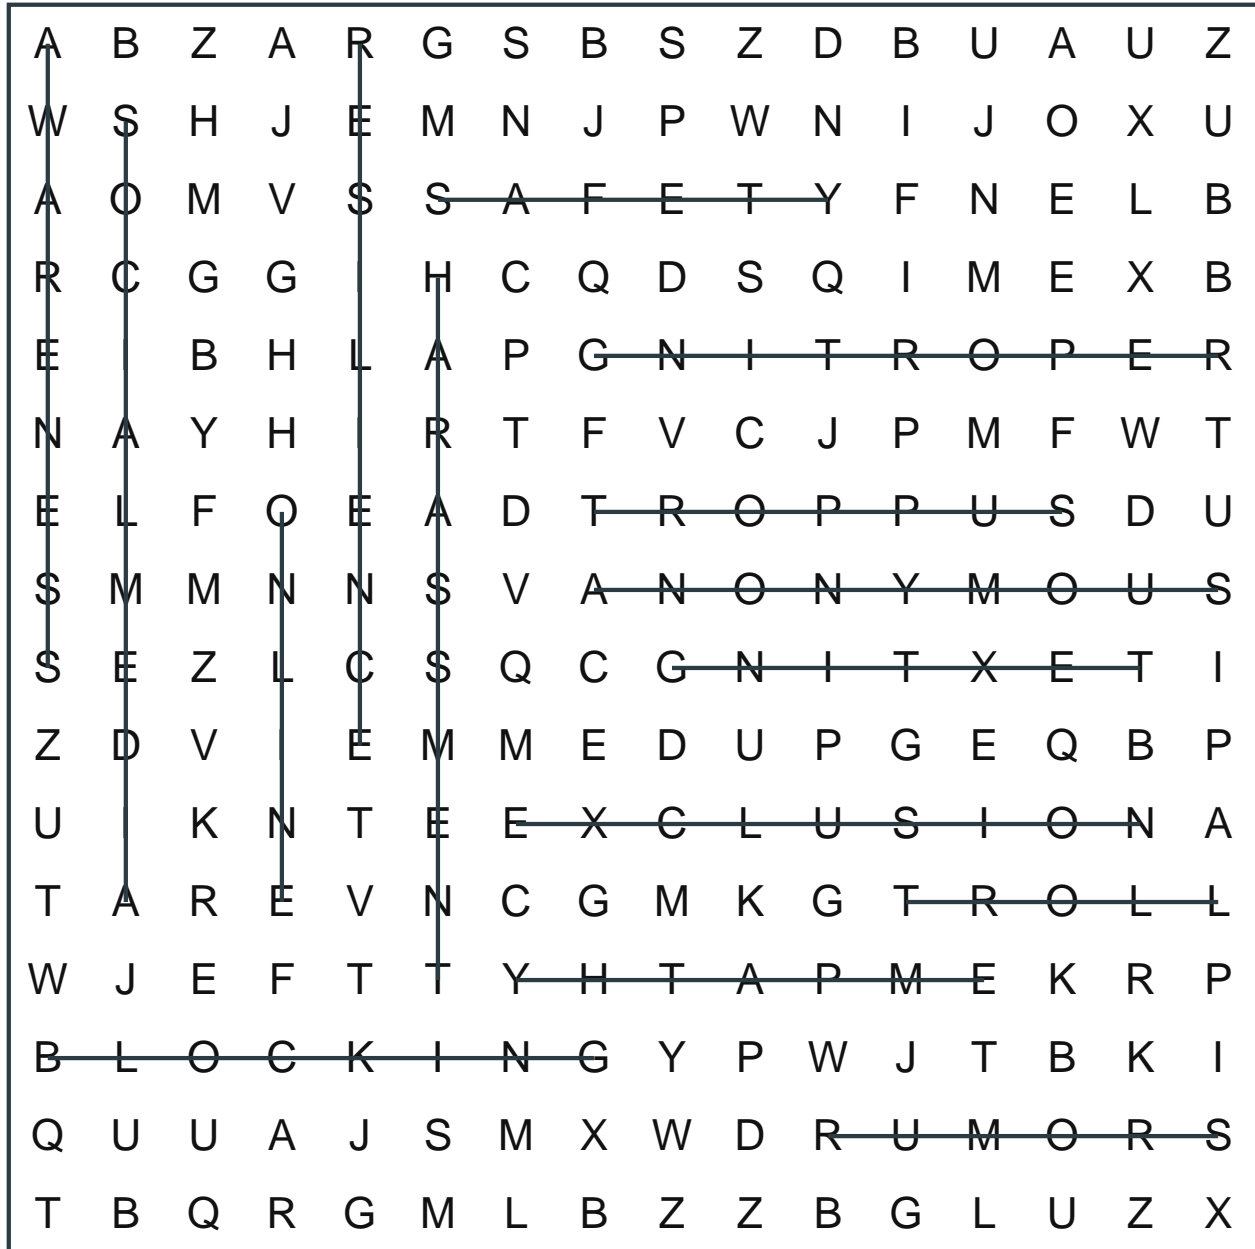 A B Z A R G S B S Z D B U A U Z
W S H J E M N J P W N I J O X U
A O M V S S A F E T Y F N E L B
R C G G I H C Q D S Q I M E X B
E I B H L A P G N I T R O P E R
N A Y H I R T F V C J P M F W T
E L F O E A D T R O P P U S D U
S M M N N S V A N O N Y M O U S
S E Z L C S Q C G N I T X E T I
Z D V I E M M E D U P G E Q B P
U I K N T E E X C L U S I O N A
T A R E V N C G M K G T R O L L
W J E F T T Y H T A P M E K R P
B L O C K I N G Y P W J T B K I
Q U U A J S M X W D R U M O R S
T B Q R G M L B Z Z B G L U Z X